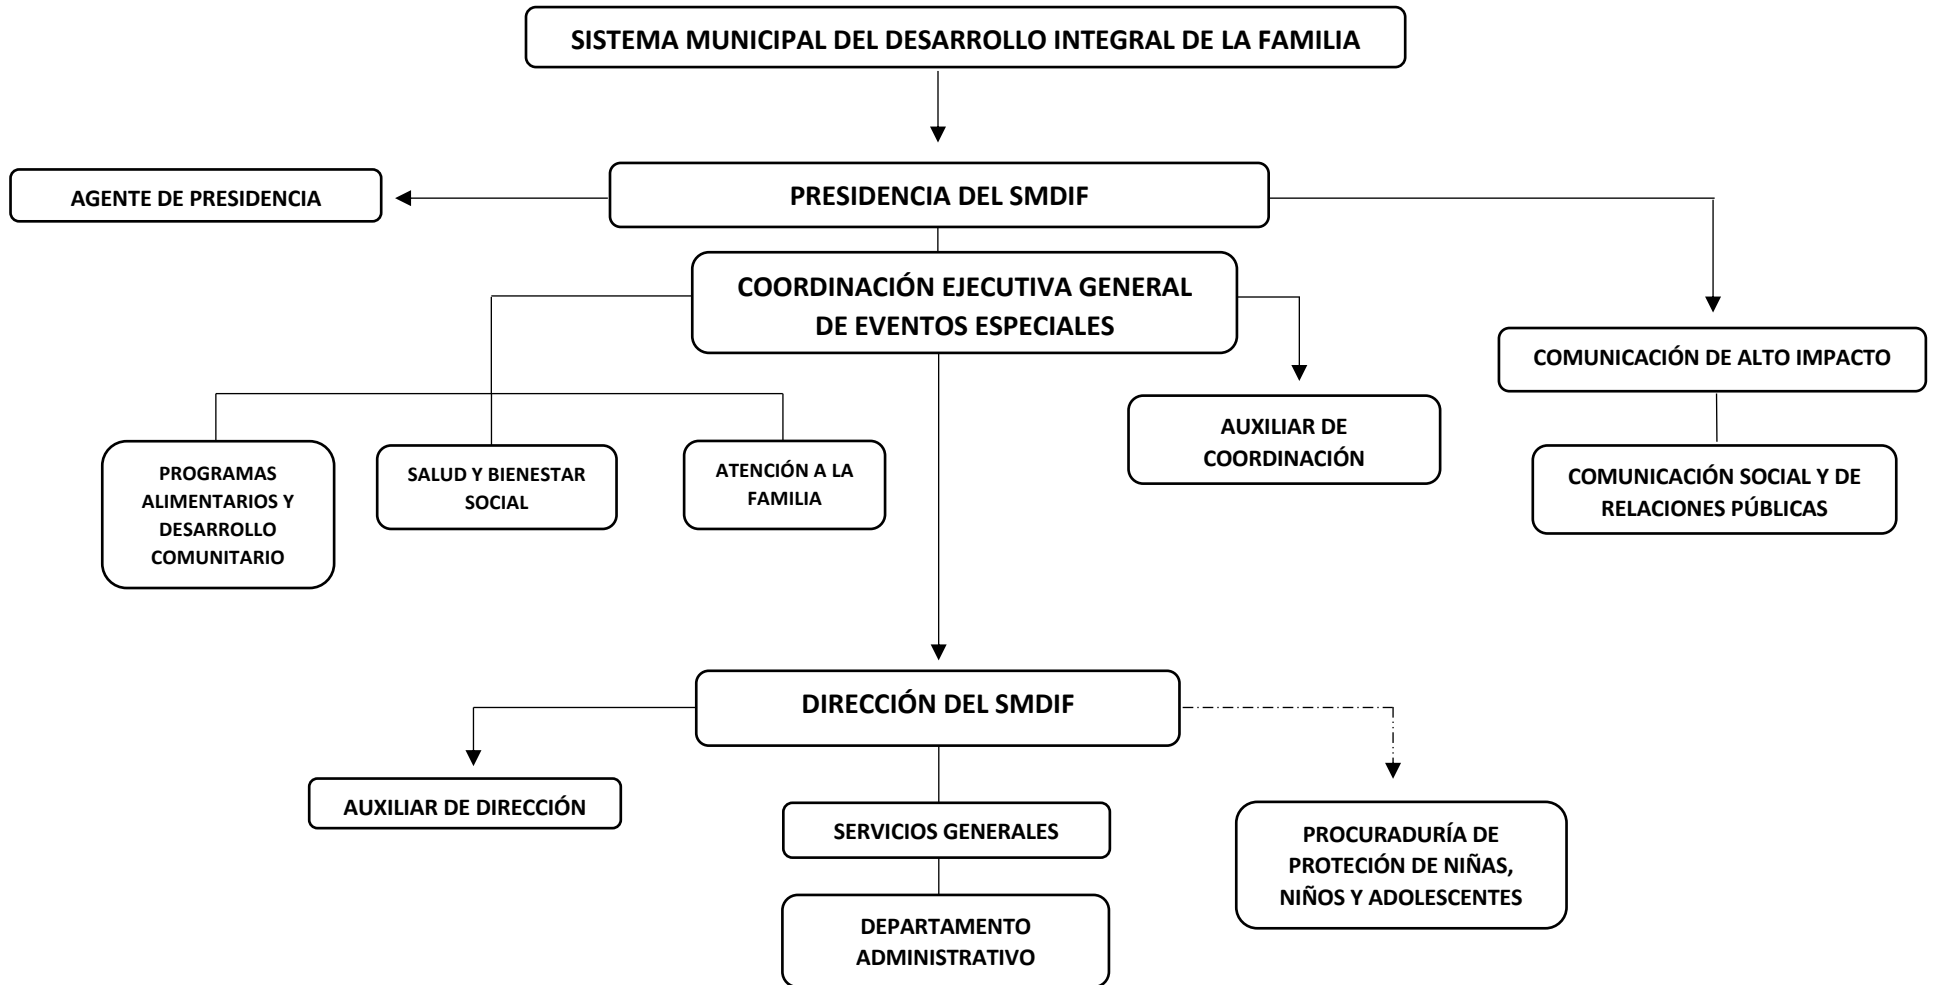 SISTEMA MUNICIPAL DEL DESARROLLO INTEGRAL DE LA FAMILIA
AGENTE DE PRESIDENCIA
PRESIDENCIA DEL SMDIF
COORDINACIÓN EJECUTIVA GENERAL
DE EVENTOS ESPECIALES
COMUNICACIÓN DE ALTO IMPACTO
AUXILIAR DE
COORDINACIÓN
COMUNICACIÓN SOCIAL Y DE
RELACIONES PÚBLICAS
PROGRAMAS
ALIMENTARIOS Y
DESARROLLO
COMUNITARIO
SALUD Y BIENESTAR
SOCIAL
ATENCIÓN A LA
FAMILIA
DIRECCIÓN DEL SMDIF
AUXILIAR DE DIRECCIÓN
SERVICIOS GENERALES
PROCURADURÍA DE
PROTECIÓN DE NIÑAS,
NIÑOS Y ADOLESCENTES
DEPARTAMENTO
ADMINISTRATIVO